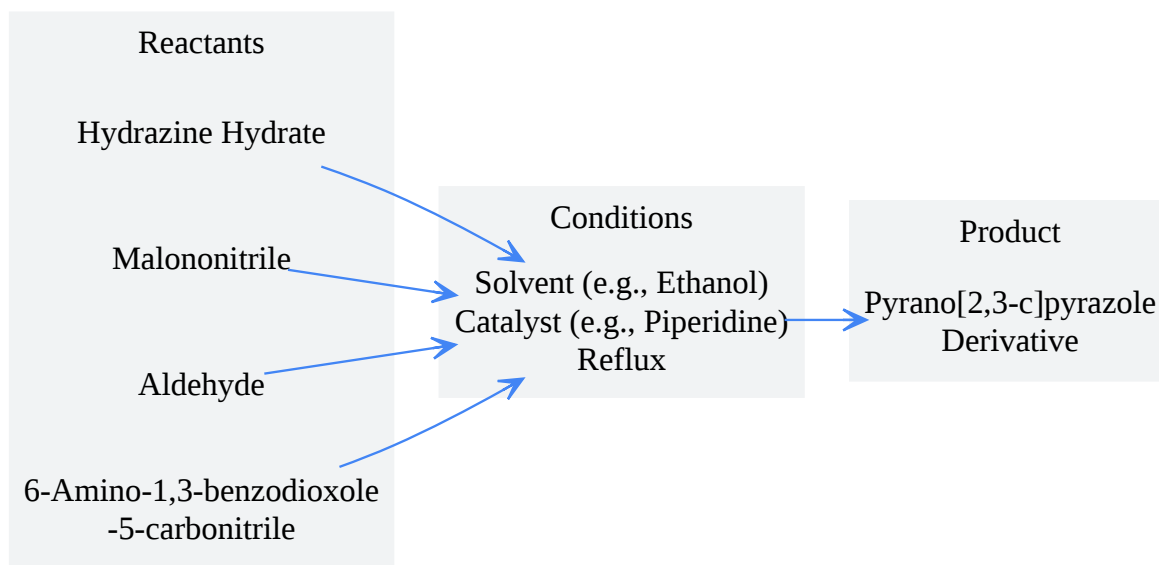 Reactants
Hydrazine Hydrate
Malononitrile
Aldehyde
6-Amino-1,3-benzodioxole
-5-carbonitrile
Conditions
Solvent (e.g., Ethanol)
Catalyst (e.g., Piperidine)
Reflux
Product
Pyrano[2,3-c]pyrazole
Derivative